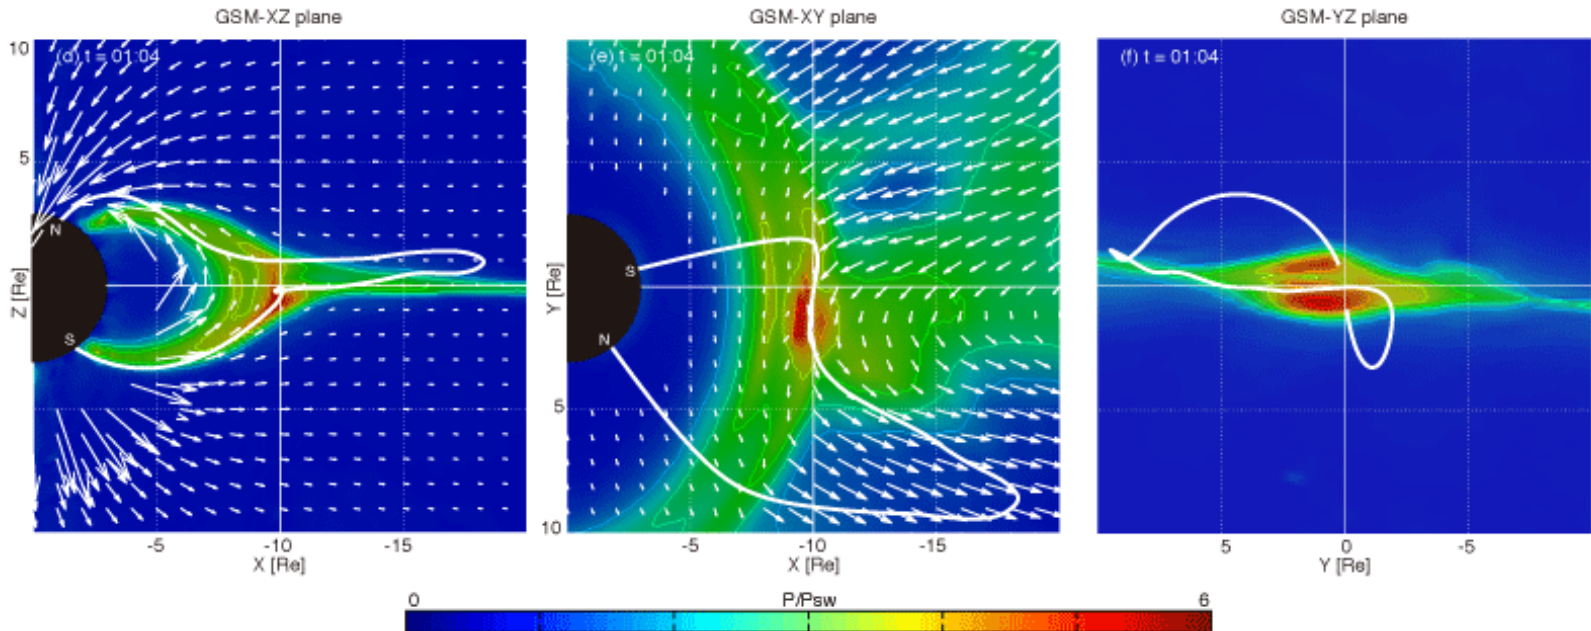 GSM-XZ plane
GSM-XY plane
GSM-YZ plane
(d) t = 01:04
(e) t = 01:04
(f) t = 01:04
10
5
Z [Re]
N
S
-5
-10
-15
X [Re]
Y [Re]
S
N
5
10
-5
-10
-15
X [Re]
5
0
-5
Y [Re]
0
P/Psw
6